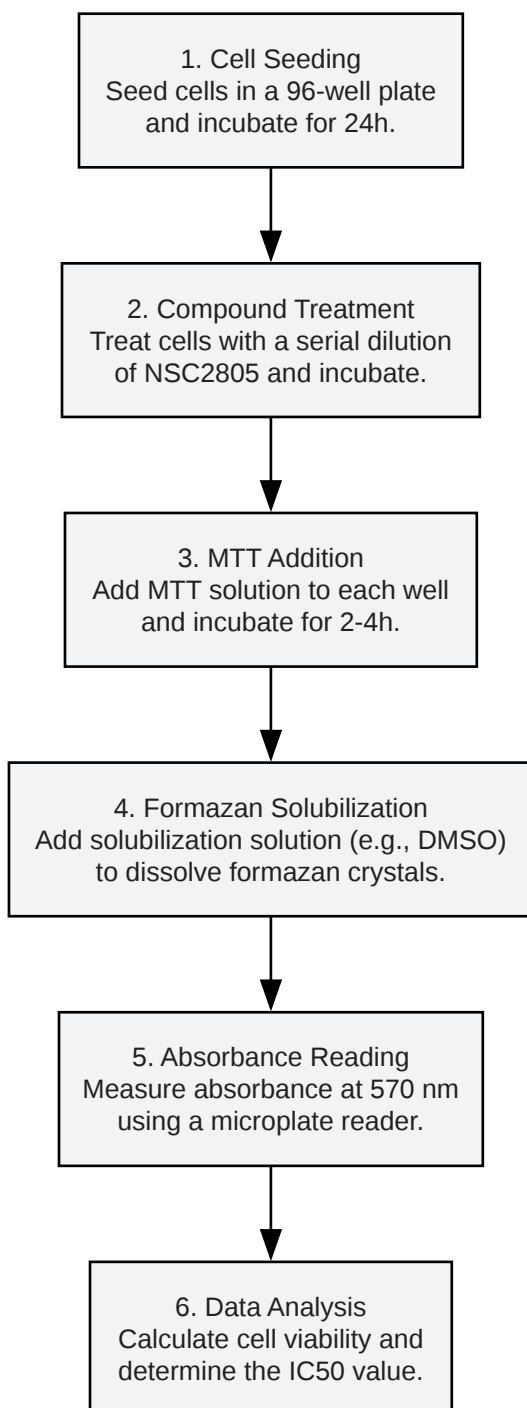 1. Cell Seeding
Seed cells in a 96-well plate
and incubate for 24h.
2. Compound Treatment
Treat cells with a serial dilution
of NSC2805 and incubate.
3. MTT Addition
Add MTT solution to each well
and incubate for 2-4h.
4. Formazan Solubilization
Add solubilization solution (e.g., DMSO)
to dissolve formazan crystals.
5. Absorbance Reading
Measure absorbance at 570 nm
using a microplate reader.
6. Data Analysis
Calculate cell viability and
determine the IC50 value.